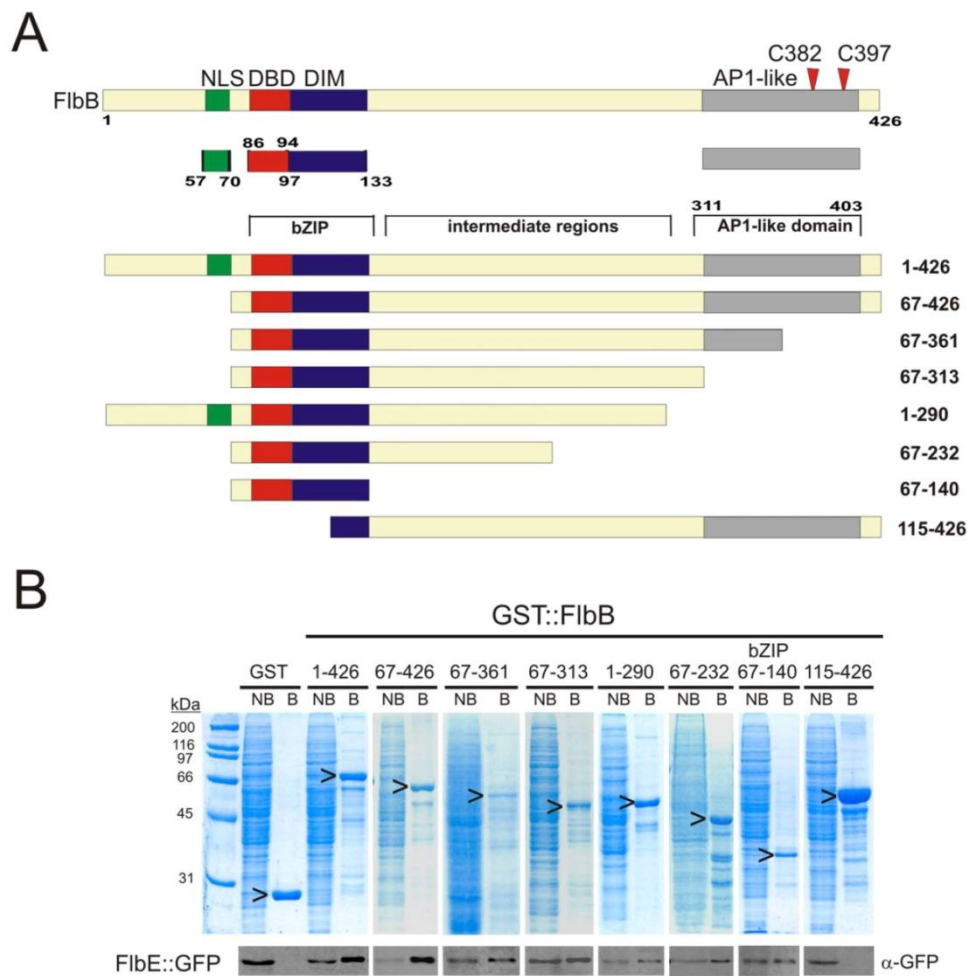 A
C382 C397
NLS DBD DIM AP1-like
FlbB
1 426
86 94
57 70 97 133
311 403
bZIP intermediate regions AP1-like domain
1-426
67-426
67-361
67-313
1-290
67-232
67-140
115-426
B
GST::FlbB
bZIP
GST 1-426 67-426 67-361 67-313 1-290 67-232 67-140 115-426
kDa NB B NB B NB B NB B NB B NB B NB B NB B NB B
200
116
97
66
>
>
>
>
>
>
45
>
>
31
>
FlbE::GFP α-GFP